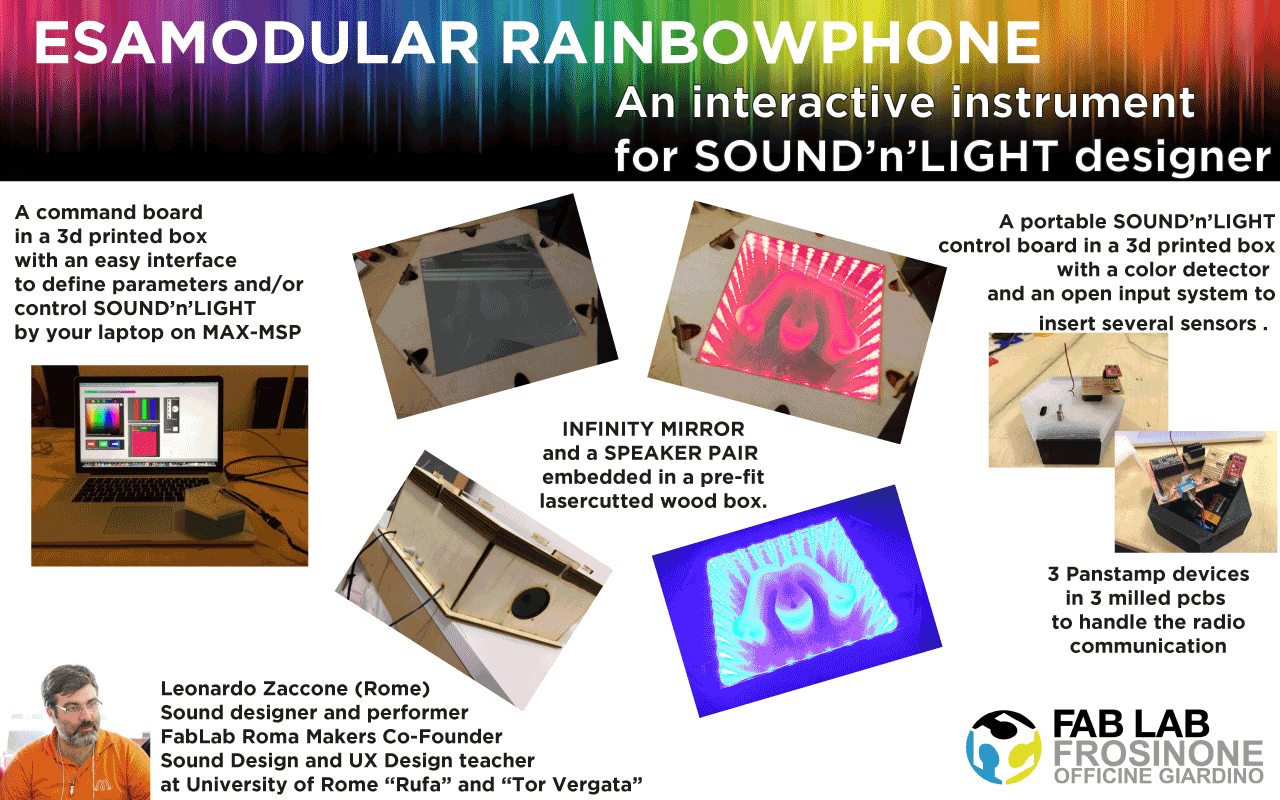 ESAMODULAR RAINBOWPHONE
An interactive instrument
for SOUND’n’LIGHT designer
A command board
in a 3d printed box
with an easy interface
to define parameters and/or
control SOUND’n’LIGHT
by your laptop on MAX-MSP
INFINITY MIRROR
and a SPEAKER PAIR
embedded in a pre-fit
lasercutted wood box.
A portable SOUND’n’LIGHT
control board in a 3d printed box
with a color detector
and an open input system to
insert several sensors .
3 Panstamp devices
in 3 milled pcbs
to handle the radio
communication
Leonardo Zaccone (Rome)
Sound designer and performer
FabLab Roma Makers Co-Founder
Sound Design and UX Design teacher
at University of Rome “Rufa” and “Tor Vergata”
FAB LAB
FROSINONE
OFFICINE GIARDINO